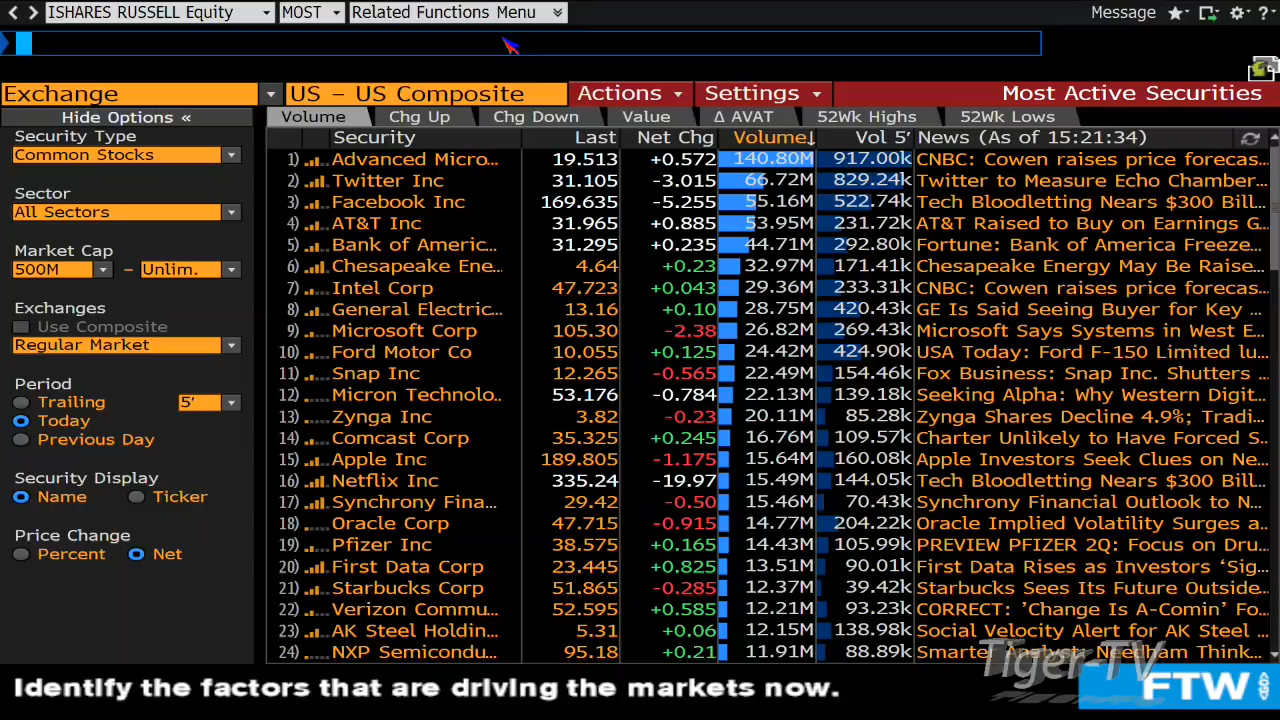 ISHARES RUSSELL Equity MOST Related Functions Menu Message
Exchange US – US Composite Actions Settings Most Active Securities
Hide Options « Volume Chg Up Chg Down Value Δ AVAT 52Wk Highs 52Wk Lows
Security Type
Common Stocks
Sector
All Sectors
Market Cap
500M – Unlim.
Exchanges
Use Composite
Regular Market
Period
Trailing 5'
Today
Previous Day
Security Display
Name Ticker
Price Change
Percent Net
Security Last Net Chg Volume↓ Vol 5' News (As of 15:21:34)
1) Advanced Micro... 19.513 +0.572 140.80M 917.00k CNBC: Cowen raises price forecas...
2) Twitter Inc 31.105 -3.015 66.72M 829.24k Twitter to Measure Echo Chamber...
3) Facebook Inc 169.635 -5.255 55.16M 522.74k Tech Bloodletting Nears $300 Bill...
4) AT&T Inc 31.965 +0.885 53.95M 231.72k AT&T Raised to Buy on Earnings G...
5) Bank of Americ... 31.295 +0.235 44.71M 292.80k Fortune: Bank of America Freeze...
6) Chesapeake Ene... 4.64 +0.23 32.97M 171.41k Chesapeake Energy May Be Raise...
7) Intel Corp 47.723 +0.043 29.36M 233.31k CNBC: Cowen raises price forecas...
8) General Electric... 13.16 +0.10 28.75M 420.43k GE Is Said Seeing Buyer for Key ...
9) Microsoft Corp 105.30 -2.38 26.82M 269.43k Microsoft Says Systems in West E...
10) Ford Motor Co 10.055 +0.125 24.42M 424.90k USA Today: Ford F-150 Limited lu...
11) Snap Inc 12.265 -0.565 22.49M 154.46k Fox Business: Snap Inc. Shutters ...
12) Micron Technolo... 53.176 -0.784 22.13M 139.18k Seeking Alpha: Why Western Digit...
13) Zynga Inc 3.82 -0.23 20.11M 85.28k Zynga Shares Decline 4.9%; Tradi...
14) Comcast Corp 35.325 +0.245 16.76M 109.57k Charter Unlikely to Have Forced S...
15) Apple Inc 189.805 -1.175 15.64M 160.08k Apple Investors Seek Clues on Ne...
16) Netflix Inc 335.24 -19.97 15.49M 144.05k Tech Bloodletting Nears $300 Bill...
17) Synchrony Fina... 29.42 -0.50 15.46M 70.43k Synchrony Financial Outlook to N...
18) Oracle Corp 47.715 -0.915 14.77M 204.22k Oracle Implied Volatility Surges a...
19) Pfizer Inc 38.575 +0.165 14.43M 105.99k PREVIEW PFIZER 2Q: Focus on Dru...
20) First Data Corp 23.445 +0.825 13.51M 90.01k First Data Rises as Investors ‘Sig...
21) Starbucks Corp 51.865 -0.285 12.37M 39.42k Starbucks Sees Its Future Outside...
22) Verizon Commu... 52.595 +0.585 12.21M 93.23k CORRECT: 'Change Is A-Comin' Fo...
23) AK Steel Holdin... 5.31 +0.06 12.15M 138.98k Social Velocity Alert for AK Steel ...
24) NXP Semicondu... 95.18 +0.21 11.91M 88.89k Smarter Analysts: Needham Think...
Tiger-TV
Identify the factors that are driving the markets now. FTW